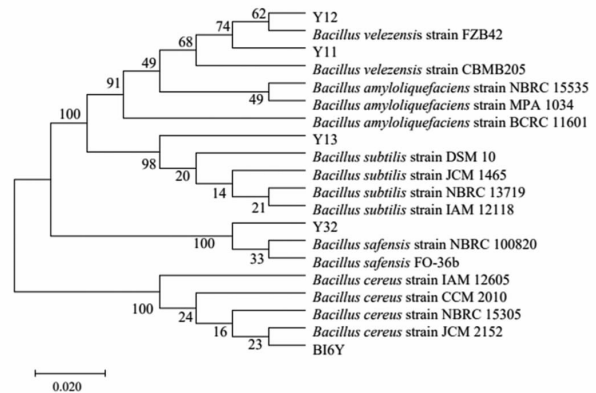 62
Y12
74
Bacillus velezensis strain FZB42
68
Y11
49
Bacillus velezensis strain CBMB205
91
Bacillus amyloliquefaciens strain NBRC 15535
49
Bacillus amyloliquefaciens strain MPA 1034
100
Bacillus amyloliquefaciens strain BCRC 11601
Y13
98
Bacillus subtilis strain DSM 10
20
Bacillus subtilis strain JCM 1465
14
Bacillus subtilis strain NBRC 13719
21
Bacillus subtilis strain IAM 12118
Y32
100
Bacillus safensis strain NBRC 100820
33
Bacillus safensis FO-36b
Bacillus cereus strain IAM 12605
100
Bacillus cereus strain CCM 2010
24
Bacillus cereus strain NBRC 15305
16
Bacillus cereus strain JCM 2152
23
BI6Y
0.020